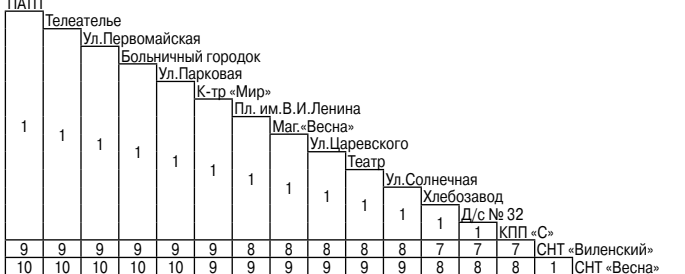 ПАТП
Телеателье
Ул.Первомайская
Больничный городок
Ул.Парковая
К-тр «Мир»
Пл. им.В.И.Ленина
Маг.«Весна»
Ул.Царевского
Театр
Ул.Солнечная
Хлебозавод
Д/с № 32
КПП «С»
1 1 1 1 1 1 1 1 1 1 1 1 1
9 9 9 9 9 9 8 8 8 8 8 7 7 7 СНТ «Виленский»
10 10 10 10 10 9 9 9 9 9 8 8 8 8 1 СНТ «Весна»